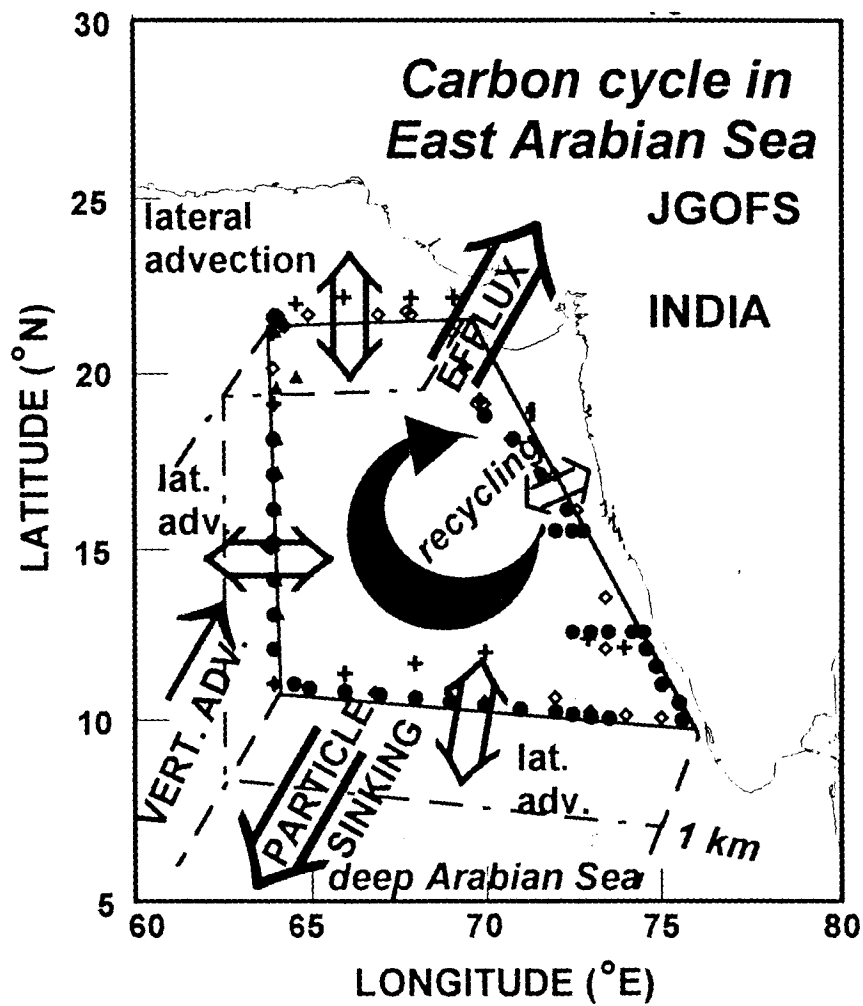 30
Carbon cycle in
East Arabian Sea
JGOFS
25
lateral
advection
INDIA
EFFLUX
20
LATITUDE (°N)
lat.
adv.
recycling
15
VERT. ADV.
10
PARTICLE
SINKING
lat.
adv.
1 km
deep Arabian Sea
5
60
65
70
75
80
LONGITUDE (°E)